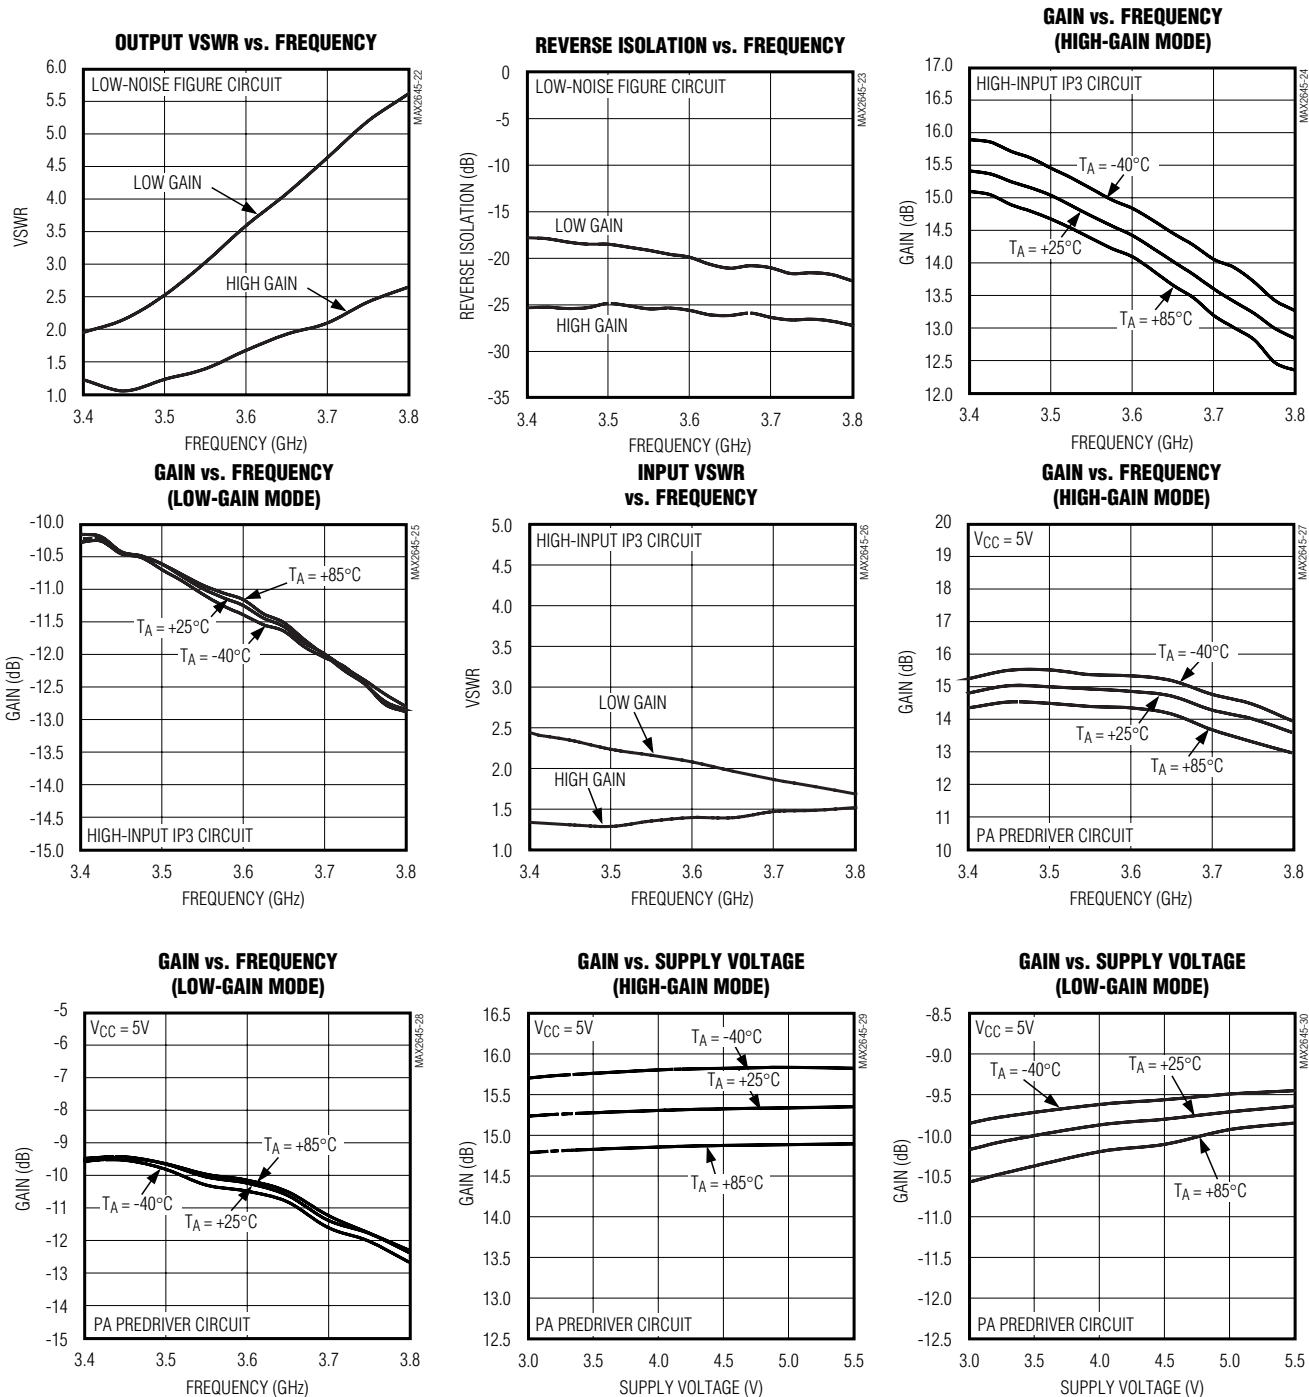 OUTPUT VSWR vs. FREQUENCY
6.0
5.5
5.0
4.5
4.0
3.5
3.0
2.5
2.0
1.5
1.0
VSWR
LOW-NOISE FIGURE CIRCUIT
LOW GAIN
HIGH GAIN
MAX2645-22
3.4
3.5
3.6
3.7
3.8
FREQUENCY (GHz)
REVERSE ISOLATION vs. FREQUENCY
0
-5
-10
-15
-20
-25
-30
-35
REVERSE ISOLATION (dB)
LOW-NOISE FIGURE CIRCUIT
LOW GAIN
HIGH GAIN
MAX2645-23
3.4
3.5
3.6
3.7
3.8
FREQUENCY (GHz)
GAIN vs. FREQUENCY
(HIGH-GAIN MODE)
17.0
16.5
16.0
15.5
15.0
14.5
14.0
13.5
13.0
12.5
12.0
GAIN (dB)
HIGH-INPUT IP3 CIRCUIT
TA = -40°C
TA = +25°C
TA = +85°C
MAX2645-24
3.4
3.5
3.6
3.7
3.8
FREQUENCY (GHz)
GAIN vs. FREQUENCY
(LOW-GAIN MODE)
-10.0
-10.5
-11.0
-11.5
-12.0
-12.5
-13.0
-13.5
-14.0
-14.5
-15.0
GAIN (dB)
TA = +85°C
TA = +25°C
TA = -40°C
HIGH-INPUT IP3 CIRCUIT
MAX2645-25
3.4
3.5
3.6
3.7
3.8
FREQUENCY (GHz)
INPUT VSWR
vs. FREQUENCY
5.0
4.5
4.0
3.5
3.0
2.5
2.0
1.5
1.0
VSWR
HIGH-INPUT IP3 CIRCUIT
LOW GAIN
HIGH GAIN
MAX2645-26
3.4
3.5
3.6
3.7
3.8
FREQUENCY (GHz)
GAIN vs. FREQUENCY
(HIGH-GAIN MODE)
20
19
18
17
16
15
14
13
12
11
10
GAIN (dB)
VCC = 5V
TA = -40°C
TA = +25°C
TA = +85°C
PA PREDRIVER CIRCUIT
MAX2645-27
3.4
3.5
3.6
3.7
3.8
FREQUENCY (GHz)
GAIN vs. FREQUENCY
(LOW-GAIN MODE)
-5
-6
-7
-8
-9
-10
-11
-12
-13
-14
-15
GAIN (dB)
VCC = 5V
TA = +85°C
TA = -40°C
TA = +25°C
PA PREDRIVER CIRCUIT
MAX2645-28
3.4
3.5
3.6
3.7
3.8
FREQUENCY (GHz)
GAIN vs. SUPPLY VOLTAGE
(HIGH-GAIN MODE)
16.5
16.0
15.5
15.0
14.5
14.0
13.5
13.0
12.5
GAIN (dB)
VCC = 5V
TA = -40°C
TA = +25°C
TA = +85°C
PA PREDRIVER CIRCUIT
MAX2645-29
3.0
3.5
4.0
4.5
5.0
5.5
SUPPLY VOLTAGE (V)
GAIN vs. SUPPLY VOLTAGE
(LOW-GAIN MODE)
-8.5
-9.0
-9.5
-10.0
-10.5
-11.0
-11.5
-12.0
-12.5
GAIN (dB)
VCC = 5V
TA = -40°C
TA = +25°C
TA = +85°C
PA PREDRIVER CIRCUIT
MAX2645-30
3.0
3.5
4.0
4.5
5.0
5.5
SUPPLY VOLTAGE (V)